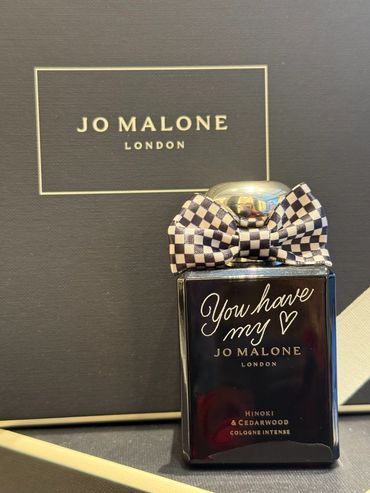 JO MALONE
LONDON
You have
my ♡
JO MALONE
LONDON
HINOKI
& CEDARWOOD
COLOGNE INTENSE